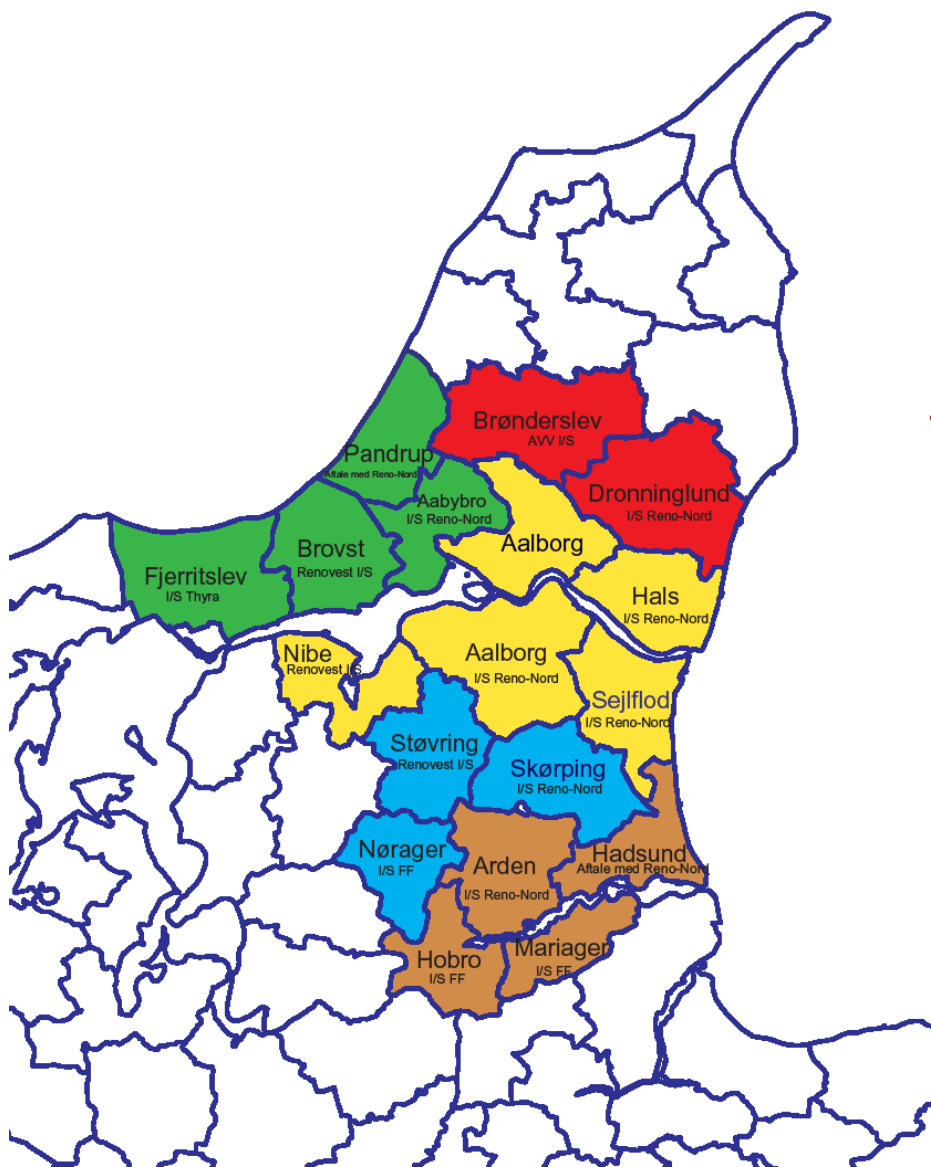 Brønderslev
AVV I/S
Pandrup
Aftale med Reno-Nord
Dronninglund
I/S Reno-Nord
Aabybro
I/S Reno-Nord
Aalborg
Brovst
Renovest I/S
Fjerritslev
I/S Thyra
Hals
I/S Reno-Nord
Nibe
Renovest I/S
Aalborg
I/S Reno-Nord
Sejlflod
I/S Reno-Nord
Støvring
Renovest I/S
Skørping
I/S Reno-Nord
Nørager
I/S FF
Arden
I/S Reno-Nord
Hadsund
Aftale med Reno-Nord
Hobro
I/S FF
Mariager
I/S FF